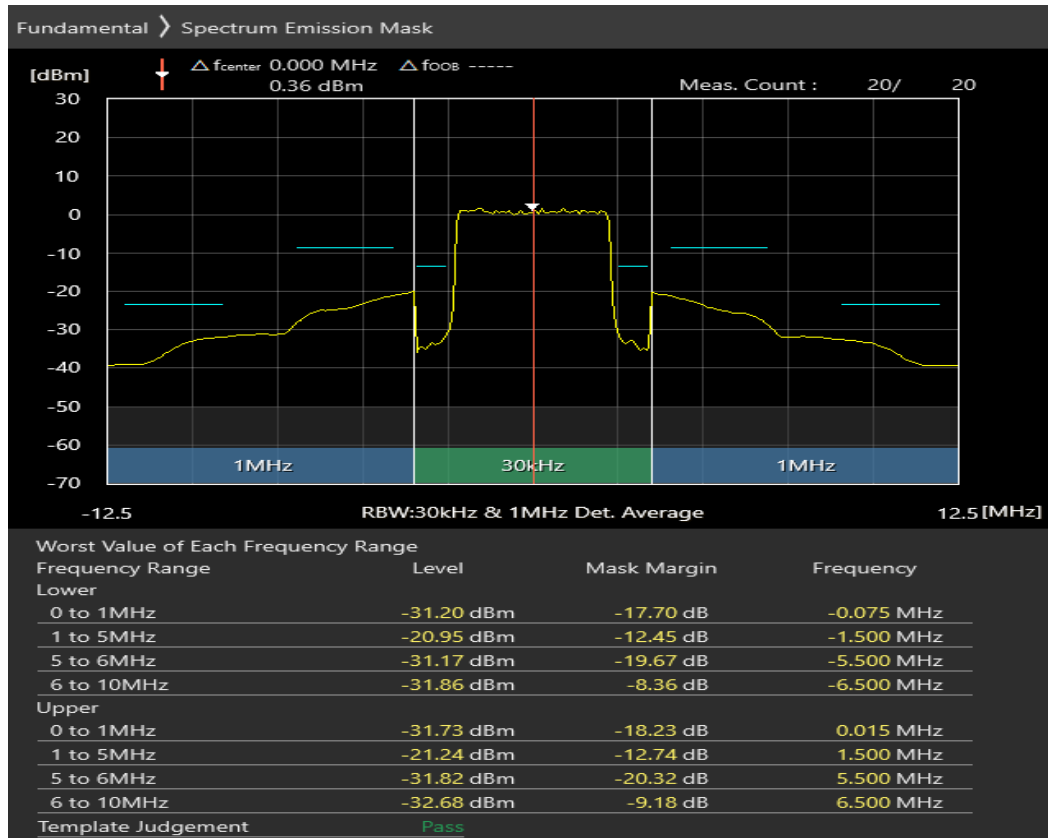 Fundamental ❯ Spectrum Emission Mask
[dBm] △ fcenter 0.000 MHz △ fOOB -----
0.36 dBm Meas. Count : 20/ 20
30
20
10
0
-10
-20
-30
-40
-50
-60
-70
1MHz 30kHz 1MHz
-12.5 RBW:30kHz & 1MHz Det. Average 12.5 [MHz]
Worst Value of Each Frequency Range
Frequency Range Level Mask Margin Frequency
Lower
0 to 1MHz -31.20 dBm -17.70 dB -0.075 MHz
1 to 5MHz -20.95 dBm -12.45 dB -1.500 MHz
5 to 6MHz -31.17 dBm -19.67 dB -5.500 MHz
6 to 10MHz -31.86 dBm -8.36 dB -6.500 MHz
Upper
0 to 1MHz -31.73 dBm -18.23 dB 0.015 MHz
1 to 5MHz -21.24 dBm -12.74 dB 1.500 MHz
5 to 6MHz -31.82 dBm -20.32 dB 5.500 MHz
6 to 10MHz -32.68 dBm -9.18 dB 6.500 MHz
Template Judgement Pass